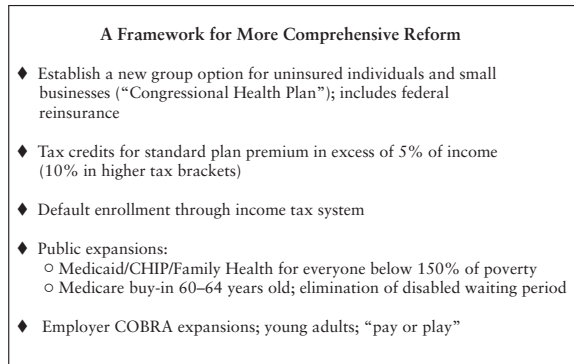 A Framework for More Comprehensive Reform
♦ Establish a new group option for uninsured individuals and small
businesses (“Congressional Health Plan”); includes federal
reinsurance
♦ Tax credits for standard plan premium in excess of 5% of income
(10% in higher tax brackets)
♦ Default enrollment through income tax system
♦ Public expansions:
○ Medicaid/CHIP/Family Health for everyone below 150% of poverty
○ Medicare buy-in 60–64 years old; elimination of disabled waiting period
♦ Employer COBRA expansions; young adults; “pay or play”